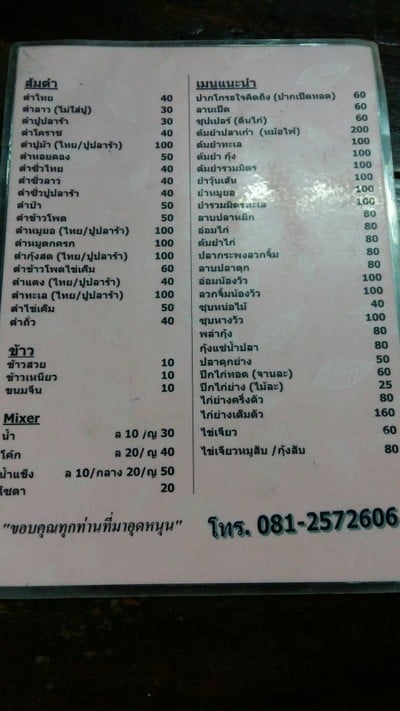 ส้มตำ
ตำไทย 40
ตำลาว (ไม่ใส่ปู) 30
ตำปูปลาร้า 30
ตำโคราช 40
ตำปูม้า (ไทย/ปูปลาร้า) 100
ตำหอยดอง 50
ตำซั่วไทย 40
ตำซั่วลาว 40
ตำซั่วปูปลาร้า 40
ตำป่า 50
ตำข้าวโพด 50
ตำหมูยอ (ไทย/ปูปลาร้า) 100
ตำหมูตกครก 100
ตำกุ้งสด (ไทย/ปูปลาร้า) 100
ตำข้าวโพดไข่เค็ม 60
ตำแตง (ไทย/ปูปลาร้า) 40
ตำทะเล (ไทย/ปูปลาร้า) 100
ตำไข่เค็ม 50
ตำถั่ว 40
ข้าว
ข้าวสวย 10
ข้าวเหนียว 10
ขนมจีน 10
Mixer
น้ำ ล 10 /ญ 30
โค้ก ล 20/ ญ 40
น้ำแข็ง ล 10/กลาง 20/ญ 50
โซดา 20
"ขอบคุณทุกท่านที่มาอุดหนุน"
เมนูแนะนำ
ปากโกรธใจคิดถึง (ปากเป็ดทอด) 60
ลาบเป็ด 60
ซุปเปอร์ (ตีนไก่) 60
ต้มยำปลาเก๋า (หม้อไฟ) 200
ต้มยำทะเล 100
ต้มยำ กุ้ง 100
ต้มยำรวมมิตร 100
ยำวุ้นเส้น 80
ยำหมูยอ 80
ยำรวมมิตรทะเล 100
ลาบปลาหมึก 80
อ่อมไก่ 80
ต้มยำไก่ 80
ปลากระพงลวกจิ้ม 80
ลาบปลาดุก 80
อ่อมน้องวัว 100
ลวกจิ้มน้องวัว 100
ซุบหน่อไม้ 40
ซุบหางวัว 100
พล่ากุ้ง 80
กุ้งแช่น้ำปลา 80
ปลาดุกย่าง 50
ปีกไก่ทอด (จานละ) 60
ปีกไก่ย่าง (ไม้ละ) 25
ไก่ย่างครึ่งตัว 80
ไก่ย่างเต็มตัว 160
ไข่เจียว 60
ไข่เจียวหมูสับ /กุ้งสับ 80
โทร. 081-2572606